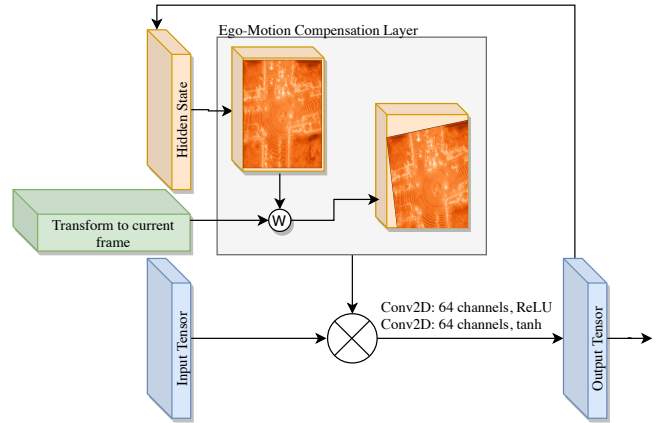 Ego-Motion Compensation Layer
Hidden State
Transform to current
frame
W
Input Tensor
Conv2D: 64 channels, ReLU
Conv2D: 64 channels, tanh
Output Tensor